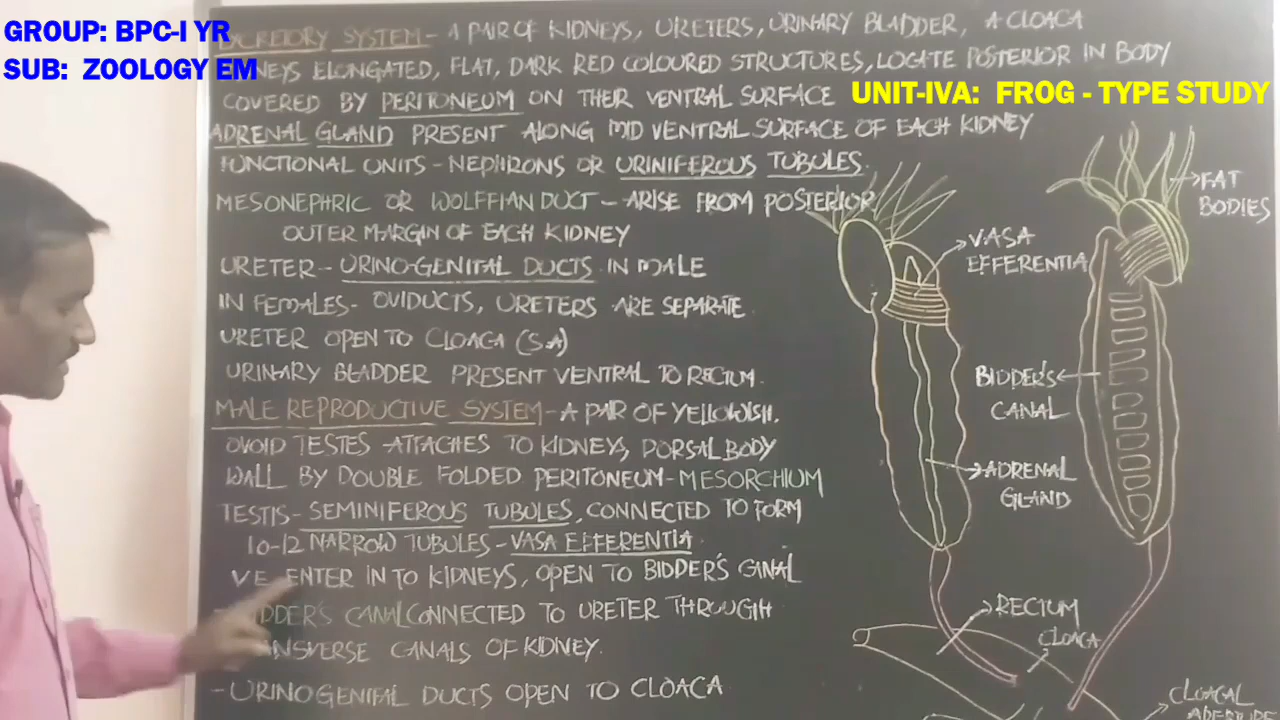 GROUP: BPC-I YR
SUB: ZOOLOGY EM
UNIT-IVA: FROG - TYPE STUDY
EXCRETORY SYSTEM - A PAIR OF KIDNEYS, URETERS, URINARY BLADDER, A CLOACA
KIDNEYS ELONGATED, FLAT, DARK RED COLOURED STRUCTURES, LOCATE POSTERIOR IN BODY
COVERED BY PERITONEUM ON THER VENTRAL SURFACE
ADRENAL GLAND PRESENT ALONG MID VENTRAL SURFACE OF EACH KIDNEY
FUNCTIONAL UNITS - NEPHRONS OR URINIFEROUS TUBULES.
MESONEPHRIC OR WOLFFIAN DUCT - ARISE FROM POSTERIOR
OUTER MARGIN OF EACH KIDNEY
URETER - URINO-GENITAL DUCTS IN MALE
IN FEMALES - OVIDUCTS, URETERS ARE SEPARATE.
URETER OPEN TO CLOACA (S.A)
URINARY BLADDER PRESENT VENTRAL TO RECTUM.
MALE REPRODUCTIVE SYSTEM - A PAIR OF YELLOWISH,
OVOID TESTES ATTACHES TO KIDNEYS, DORSAL BODY
WALL BY DOUBLE FOLDED PERITONEUM - MESORCHIUM
TESTIS - SEMINIFEROUS TUBULES, CONNECTED TO FORM
10-12 NARROW TUBULES - VASA EFFERENTIA.
V.E ENTER IN TO KIDNEYS, OPEN TO BIDDER'S CANAL
- BIDDER'S CANAL CONNECTED TO URETER THROUGH
TRANSVERSE CANALS OF KIDNEY.
- URINOGENITAL DUCTS OPEN TO CLOACA
FAT
BODIES
VASA
EFFERENTIA
BIDDER'S
CANAL
ADRENAL
GLAND
RECTUM
CLOACA
CLOACAL
APERTURE